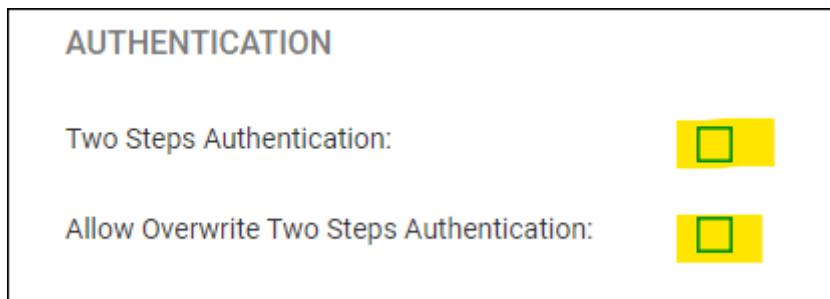 AUTHENTICATION
Two Steps Authentication:
Allow Overwrite Two Steps Authentication: